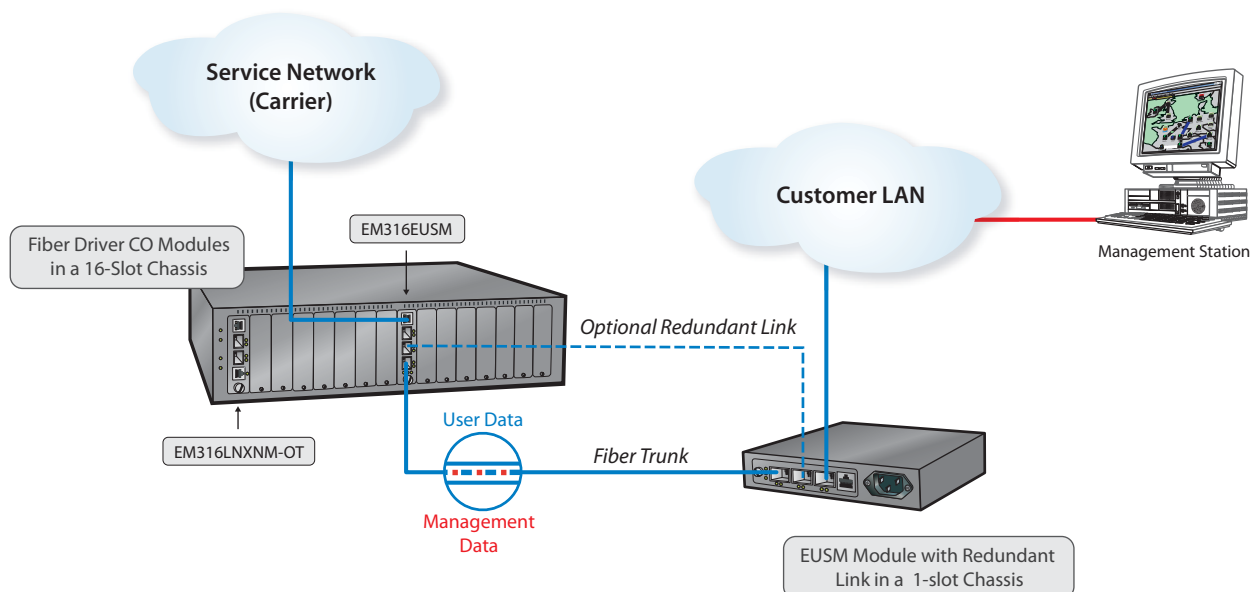 Service Network
(Carrier)
Customer LAN
Management Station
Fiber Driver CO Modules
in a 16-Slot Chassis
EM316EUSM
Optional Redundant Link
EM316LNXNM-OT
User Data
Fiber Trunk
Management
Data
EUSM Module with Redundant
Link in a 1-slot Chassis